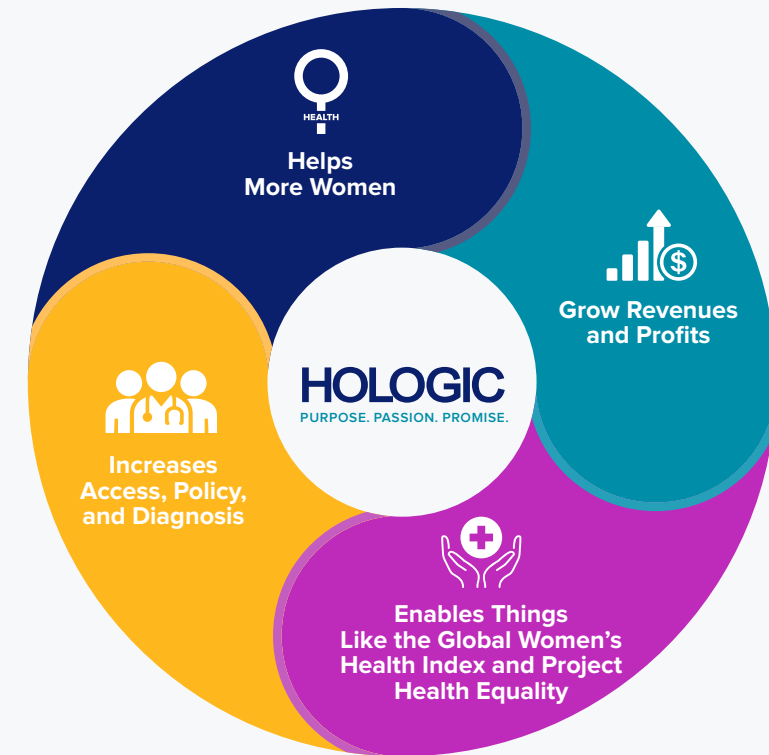 HEALTH
Helps
More Women
$
Grow Revenues
and Profits
HOLOGIC
PURPOSE. PASSION. PROMISE.
Increases
Access, Policy,
and Diagnosis
Enables Things
Like the Global Women’s
Health Index and Project
Health Equality